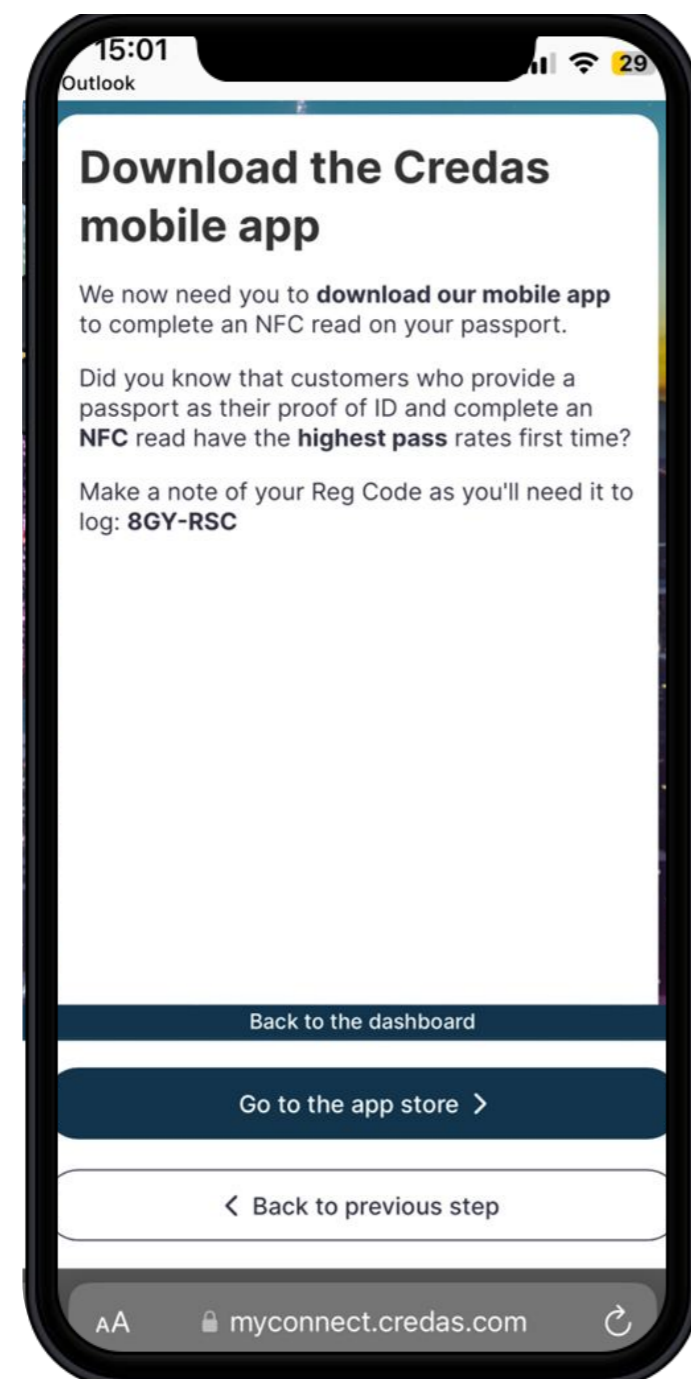 15:01
29
Outlook
Download the Credas
mobile app
We now need you to download our mobile app
to complete an NFC read on your passport.
Did you know that customers who provide a
passport as their proof of ID and complete an
NFC read have the highest pass rates first time?
Make a note of your Reg Code as you'll need it to
log: 8GY-RSC
Back to the dashboard
Go to the app store >
< Back to previous step
AA myconnect.credas.com